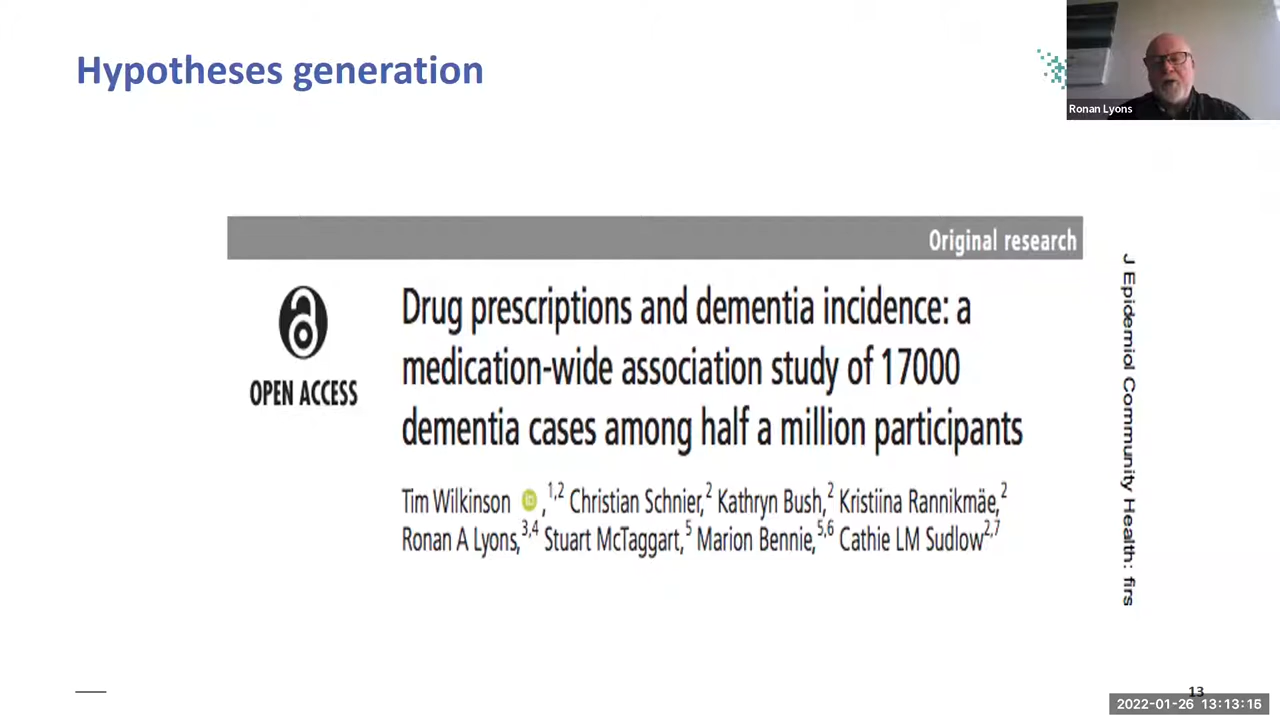 Hypotheses generation
Ronan Lyons
Original research
OPEN ACCESS
Drug prescriptions and dementia incidence: a
medication-wide association study of 17000
dementia cases among half a million participants
Tim Wilkinson iD ,1,2 Christian Schnier,2 Kathryn Bush,2 Kristiina Rannikmäe,2
Ronan A Lyons,3,4 Stuart McTaggart,5 Marion Bennie,5,6 Cathie LM Sudlow2,7
J Epidemiol Community Health: firs
13
2022-01-26 13:13:15